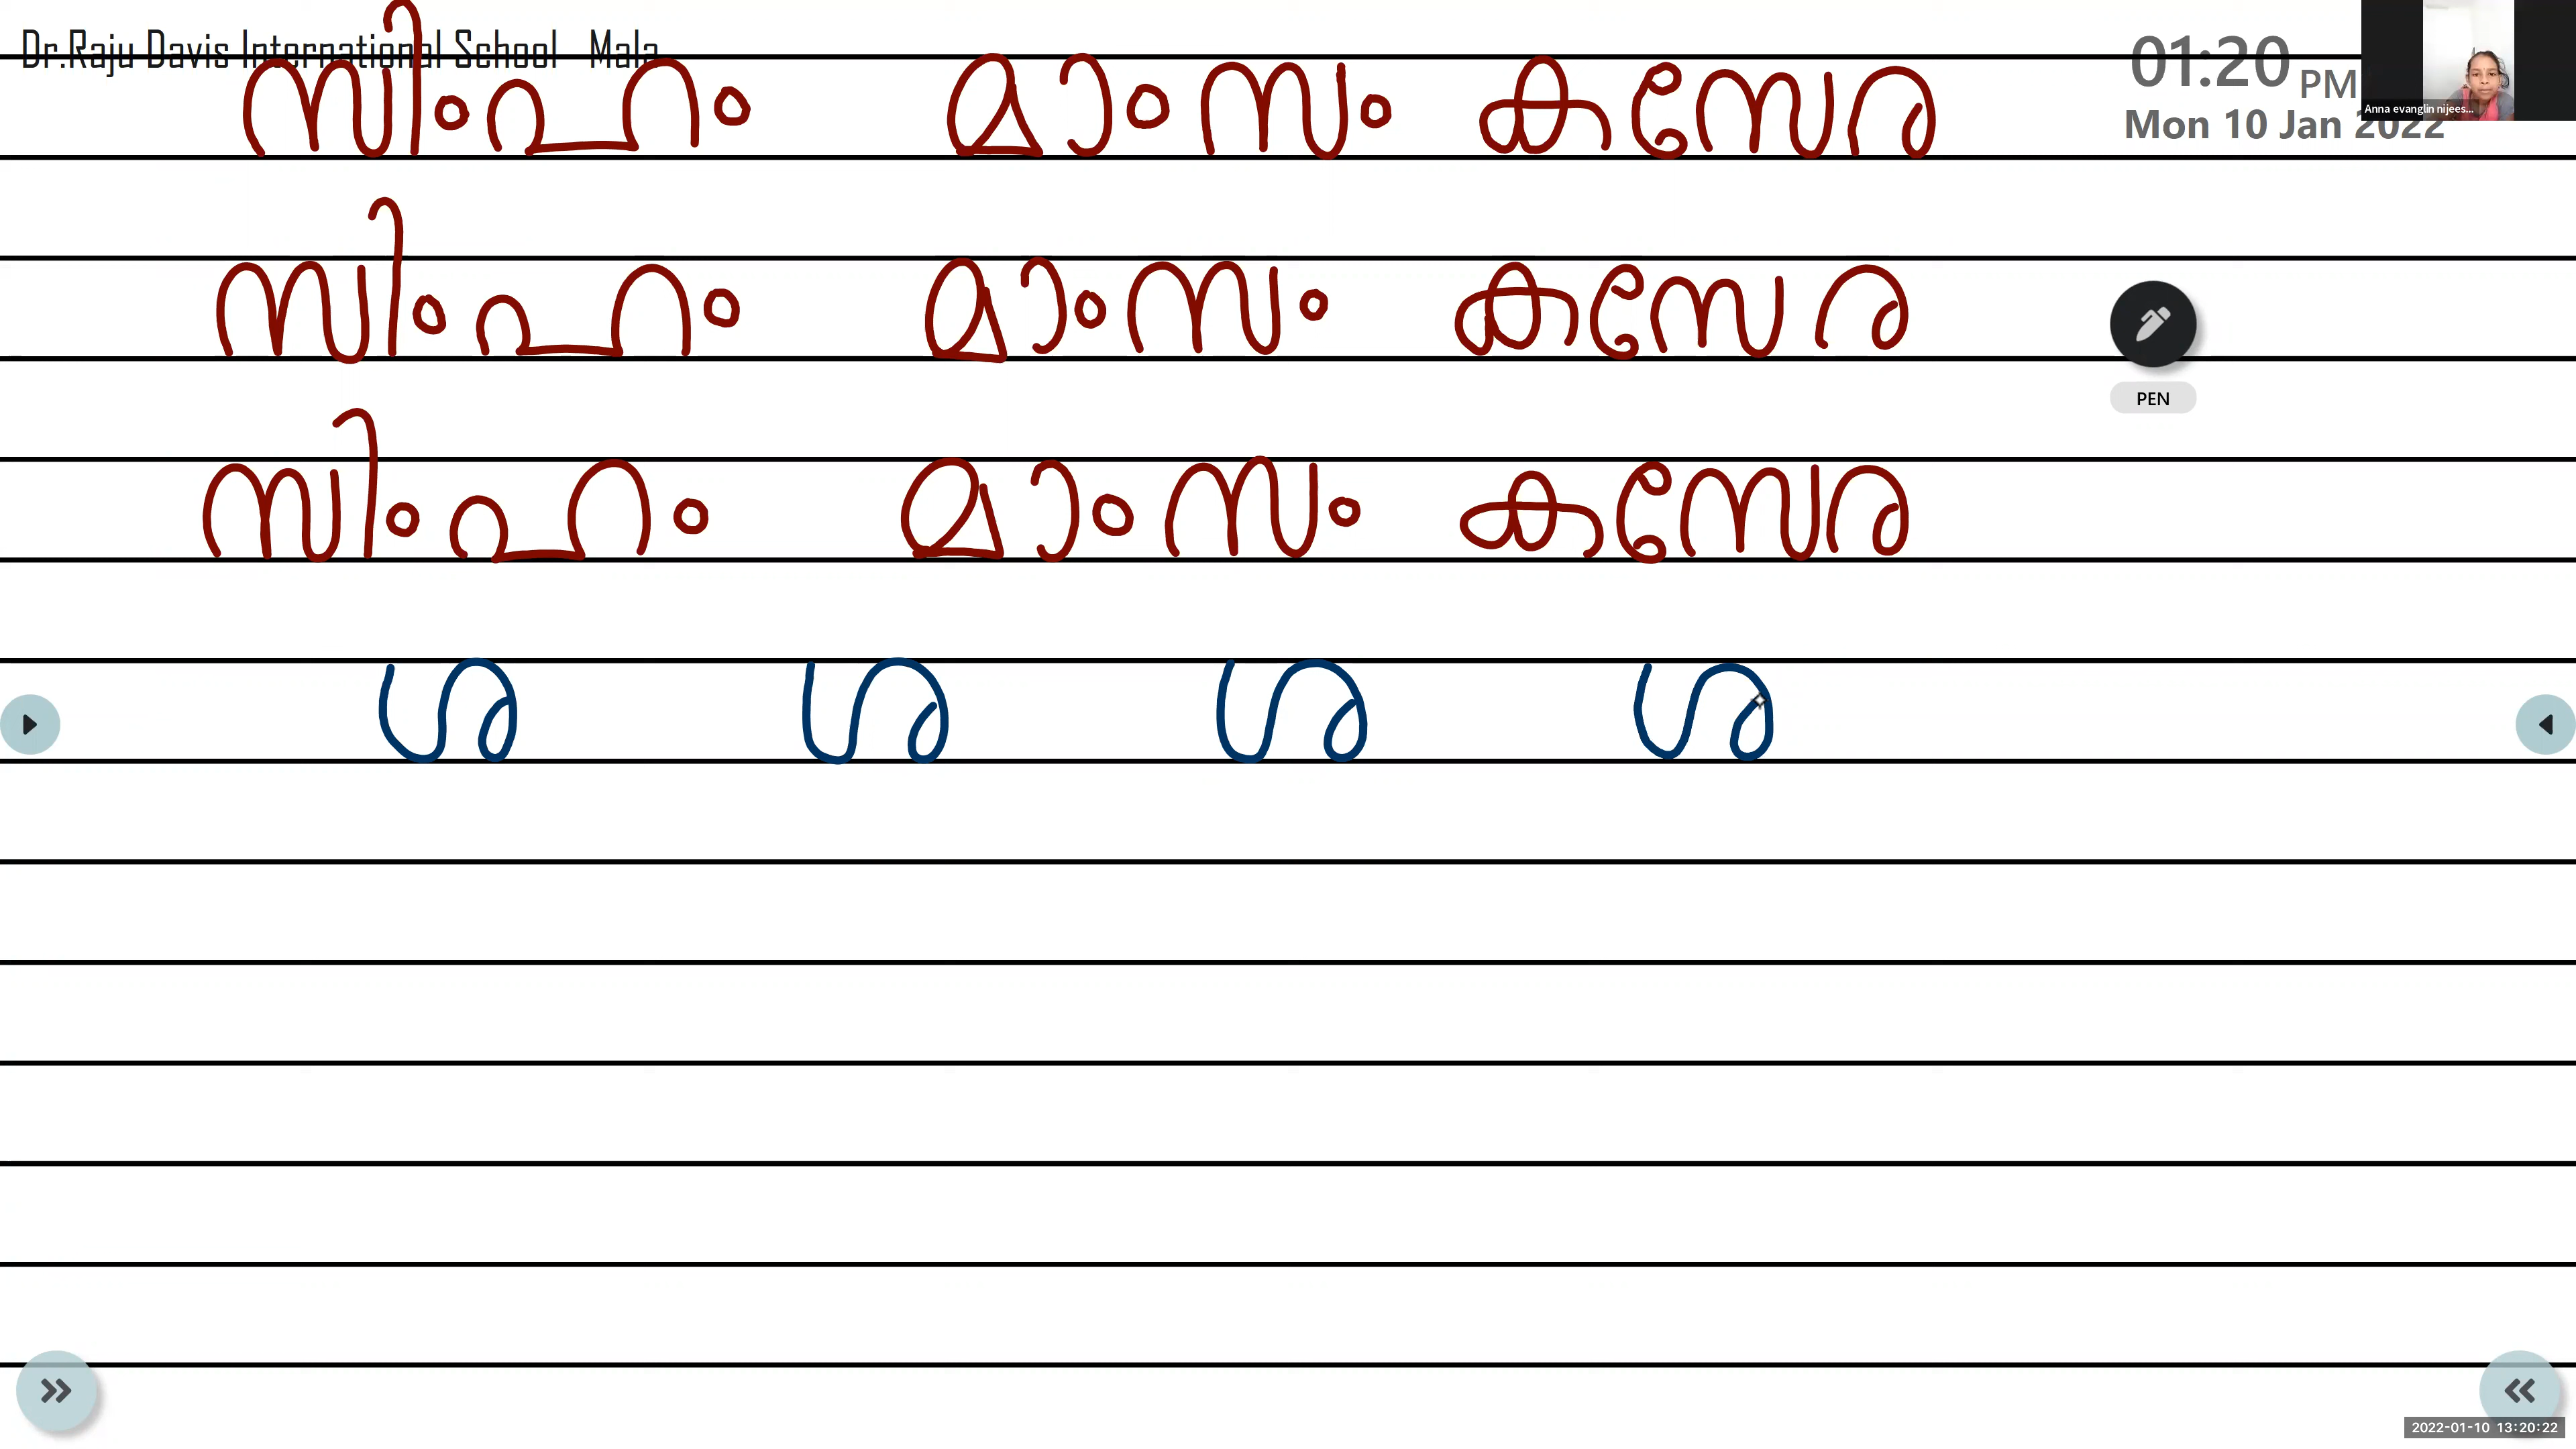 Dr.Raju Davis International School Mala
01:20 PM
Mon 10 Jan 2022
Anna evanglin nijees...
സിംഹം മാംസം കസേര
സിംഹം മാംസം കസേര
PEN
സിംഹം മാംസം കസേര
ശ ശ ശ ശ
2022-01-10 13:20:22